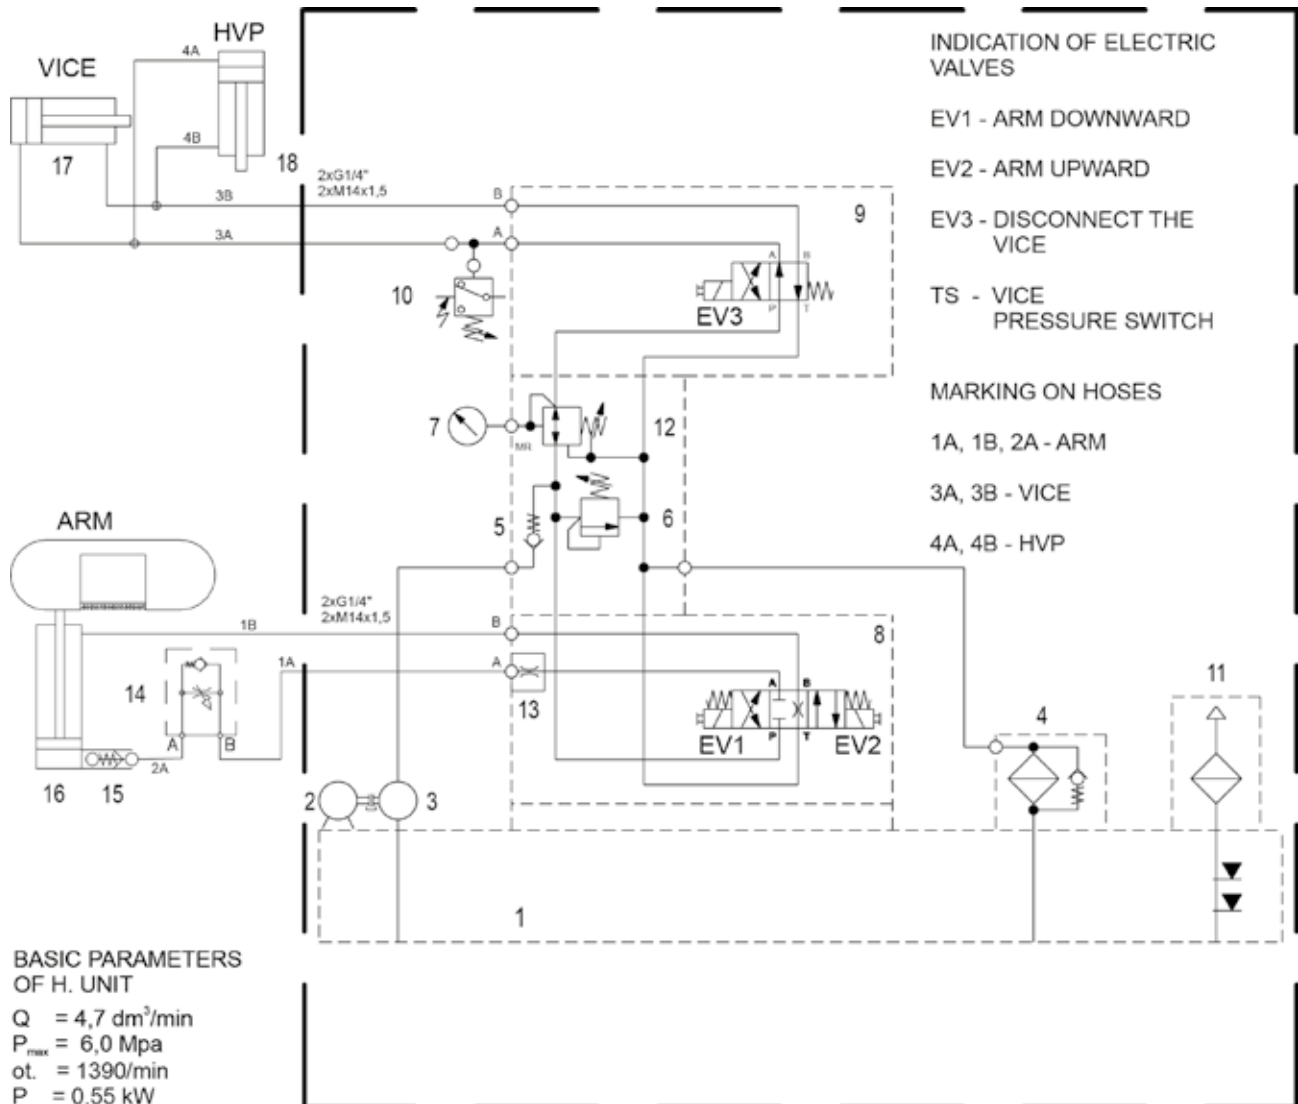 HVP
4A
VICE
4B
17
18
2xG1/4"
2xM14x1,5
3B
B
9
3A
A
10
A B
P T
EV3
INDICATION OF ELECTRIC
VALVES
EV1 - ARM DOWNWARD
EV2 - ARM UPWARD
EV3 - DISCONNECT THE
VICE
TS - VICE
PRESSURE SWITCH
MARKING ON HOSES
1A, 1B, 2A - ARM
3A, 3B - VICE
4A, 4B - HVP
7
MR
12
5
6
ARM
2xG1/4"
2xM14x1,5
1B
B
8
1A
A
14
13
A B
P T
EV1
EV2
A
B
2A
16
15
2
3
4
11
1
BASIC PARAMETERS
OF H. UNIT
Q = 4,7 dm³/min
Pmax = 6,0 Mpa
ot. = 1390/min
P = 0,55 kW